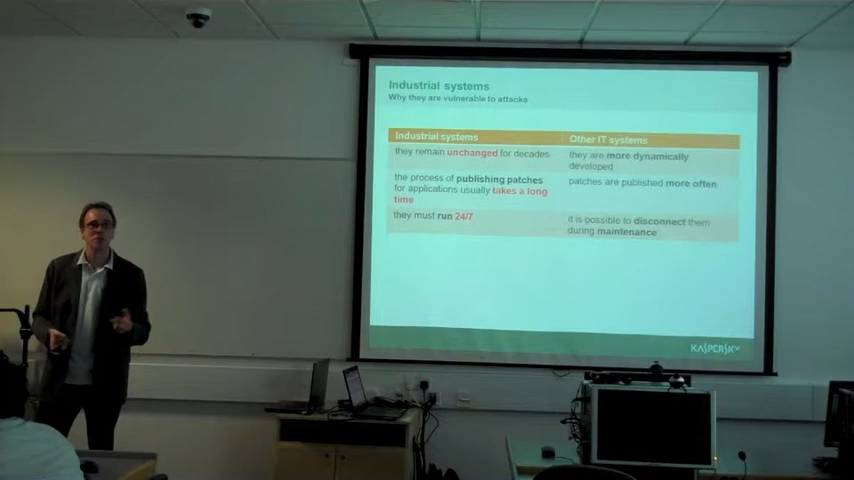 Industrial systems
Why they are vulnerable to attacks
Industrial systems
Other IT systems
they remain unchanged for decades
they are more dynamically
developed
the process of publishing patches
for applications usually takes a long
time
patches are published more often
they must run 24/7
it is possible to disconnect them
during maintenance
KASPERSKY